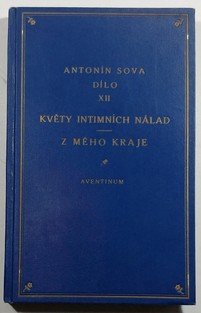 ANTONÍN SOVA
DÍLO
XII
KVĚTY INTIMNÍCH NÁLAD
Z MÉHO KRAJE
AVENTINUM